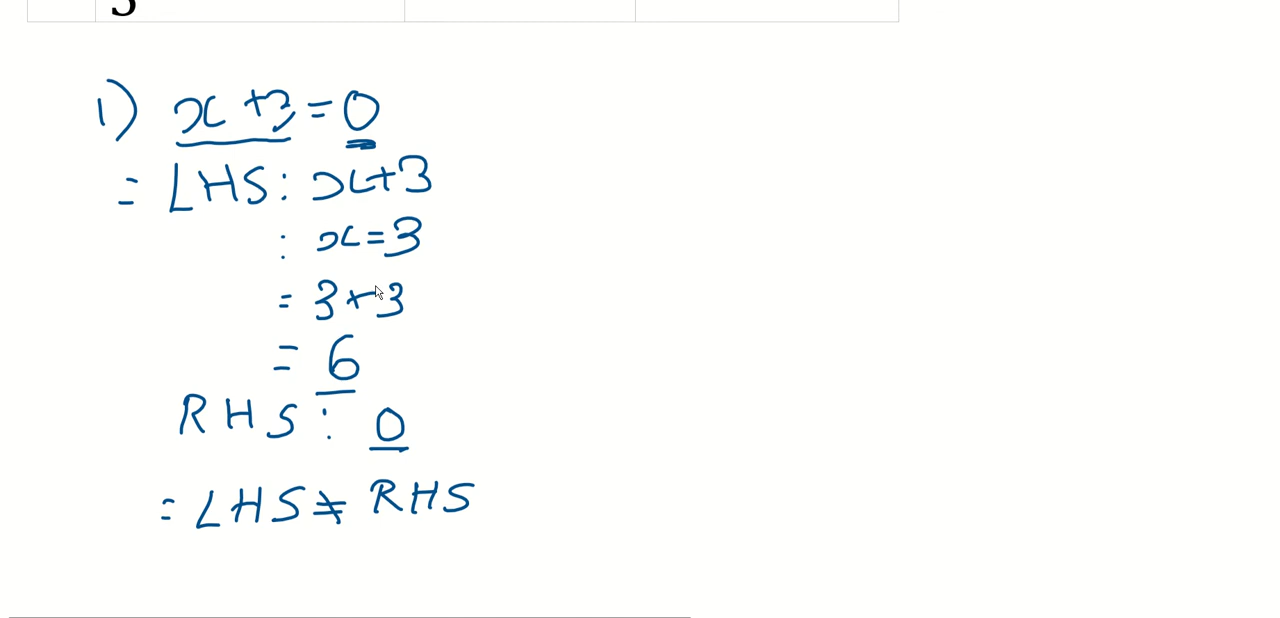 1) x+3=0
= LHS: x+3
: x=3
= 3+3
= 6
RHS: 0
= LHS ≠ RHS